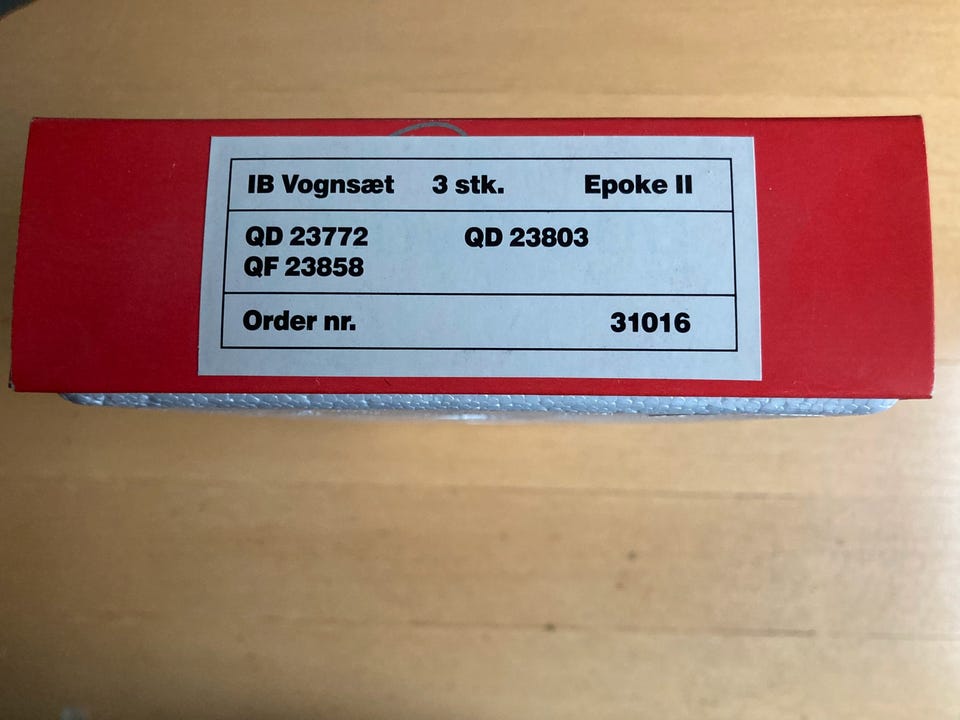 IB Vognsæt 3 stk. Epoke II
QD 23772 QD 23803
QF 23858
Order nr. 31016